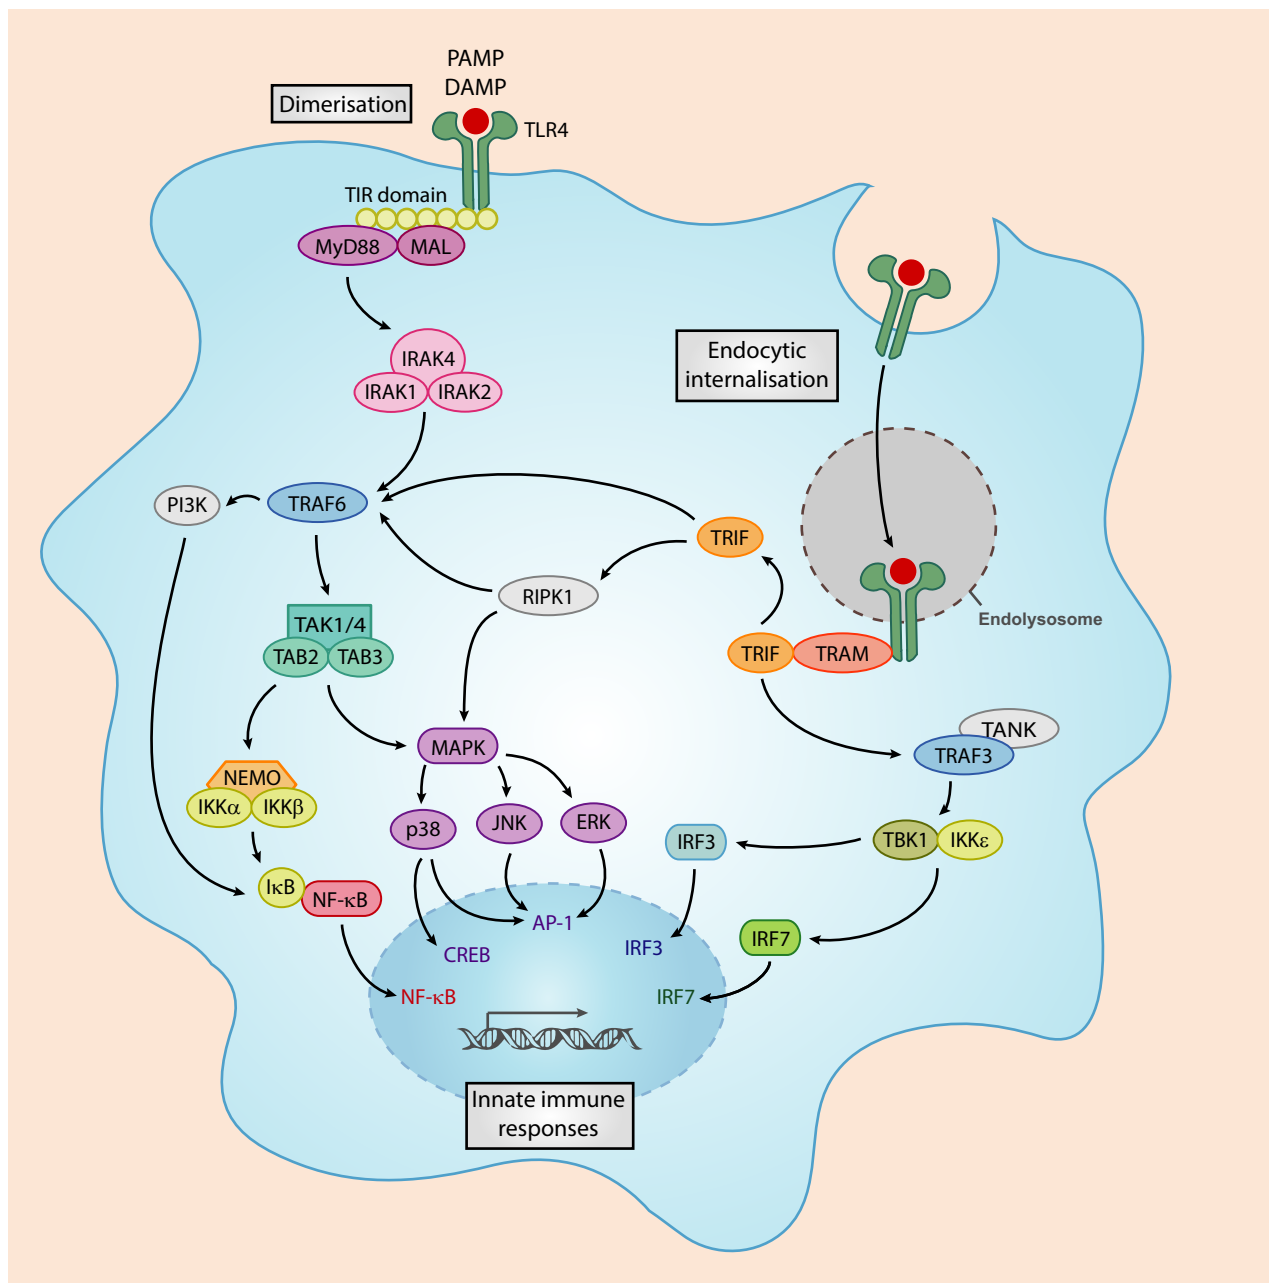 PAMP
DAMP
Dimerisation
TLR4
TIR domain
MyD88
MAL
IRAK4
IRAK1
IRAK2
Endocytic
internalisation
PI3K
TRAF6
TRIF
RIPK1
Endolysosome
TAK1/4
TAB2
TAB3
TRIF
TRAM
TANK
TRAF3
MAPK
NEMO
IKKα
IKKβ
p38
JNK
ERK
IRF3
TBK1
IKKε
IκB
NF-κB
AP-1
CREB
IRF3
IRF7
NF-κB
IRF7
Innate immune
responses